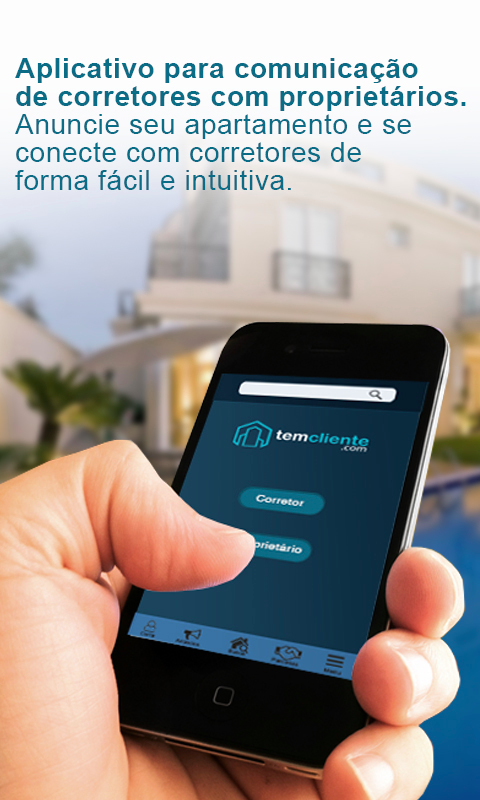 Aplicativo para comunicação
de corretores com proprietários.
Anuncie seu apartamento e se
conecte com corretores de
forma fácil e intuitiva.
temcliente
.com
Corretor
prietário
Menu